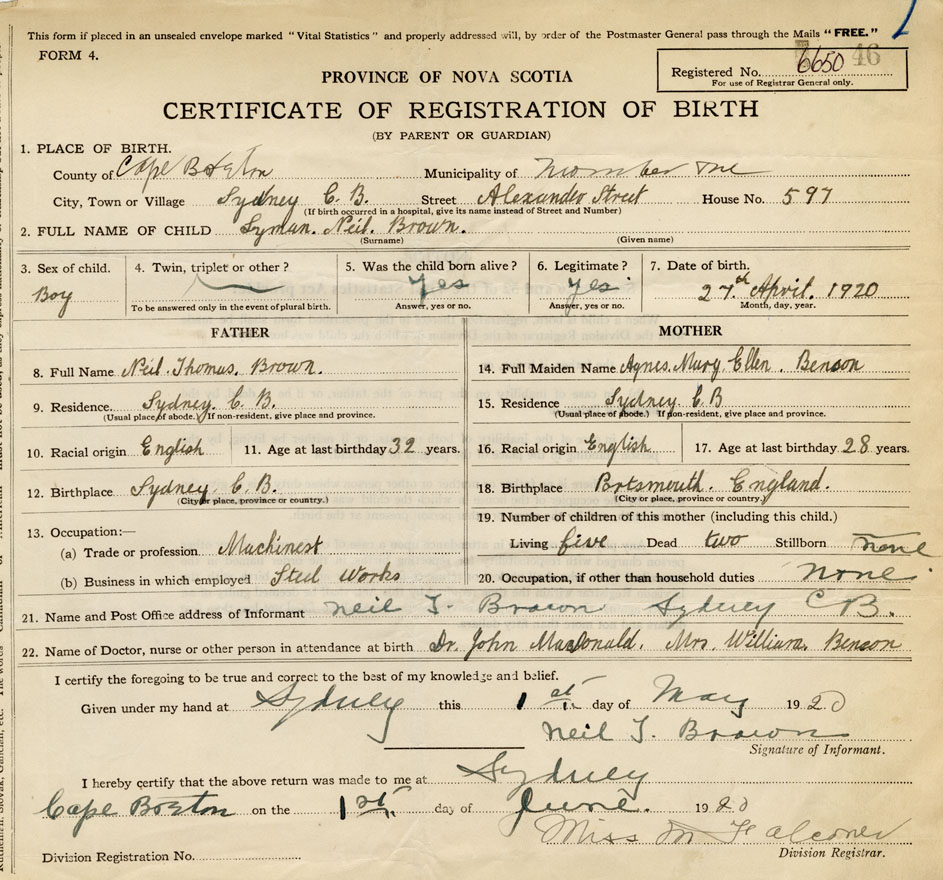 This form if placed in an unsealed envelope marked "Vital Statistics" and properly addressed will, by order of the Postmaster General pass through the Mails "FREE."
FORM 4.
PROVINCE OF NOVA SCOTIA
Registered No. 6650 46
For use of Registrar General only.
CERTIFICATE OF REGISTRATION OF BIRTH
(BY PARENT OR GUARDIAN)
1. PLACE OF BIRTH.
County of Cape Breton Municipality of Number One
City, Town or Village Sydney C. B. Street Alexander Street House No. 597
(If birth occurred in a hospital, give its name instead of Street and Number)
2. FULL NAME OF CHILD Lyman. Neil. Brown.
(Surname) (Given name)
3. Sex of child. 4. Twin, triplet or other? 5. Was the child born alive? 6. Legitimate? 7. Date of birth.
Boy Yes Yes 27th April. 1920
To be answered only in the event of plural birth. Answer, yes or no. Answer, yes or no. Month, day, year.
FATHER MOTHER
8. Full Name Neil. Thomas. Brown. 14. Full Maiden Name Agnes. Mary. Ellen. Benson
9. Residence. Sydney. C. B. 15. Residence Sydney. C. B
(Usual place of abode.) If non-resident, give place and province. (Usual place of abode.) If non-resident, give place and province.
10. Racial origin English 11. Age at last birthday 32 years. 16. Racial origin English 17. Age at last birthday 28 years.
12. Birthplace Sydney. C. B. 18. Birthplace Portsmouth. England.
(City or place, province or country.) (City or place, province or country.)
13. Occupation:— 19. Number of children of this mother (including this child.)
(a) Trade or profession Machinest Living five Dead two Stillborn none
(b) Business in which employed Steel Works 20. Occupation, if other than household duties none.
21. Name and Post Office address of Informant Neil T. Brown Sydney C B.
22. Name of Doctor, nurse or other person in attendance at birth Dr. John MacDonald. Mrs. William. Benson
I certify the foregoing to be true and correct to the best of my knowledge and belief.
Given under my hand at Sydney this 1st day of May 1920
Neil T. Brown
Signature of Informant.
I hereby certify that the above return was made to me at Sydney
Cape Breton on the 1st day of June. 1920
Miss M Falconer
Division Registration No. Division Registrar.